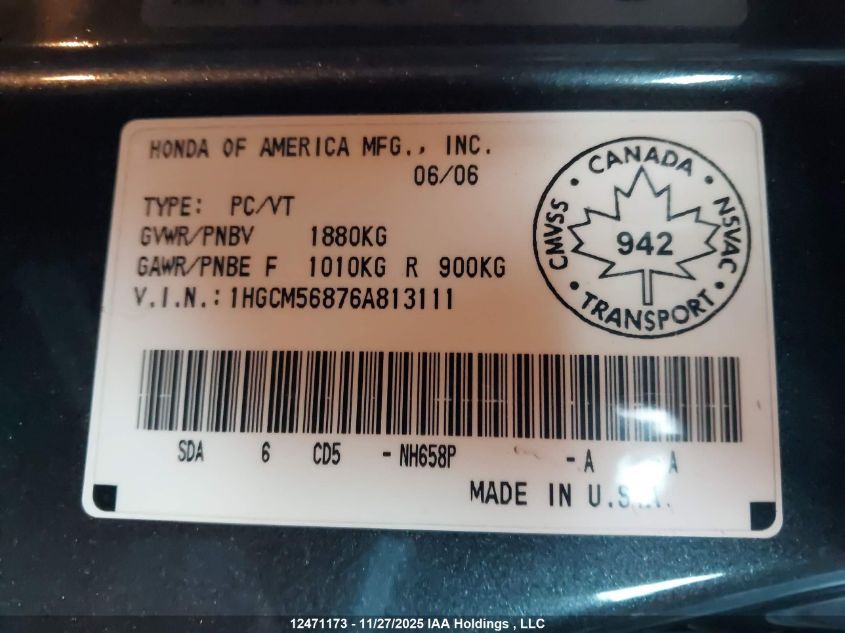 HONDA OF AMERICA MFG., INC.
06/06
TYPE: PC/VT
GVWR/PNBV 1880KG
GAWR/PNBE F 1010KG R 900KG
V.I.N.: 1HGCM56876A813111
CANADA
CMVSS
942
NSVAC
TRANSPORT
SDA 6 CD5 - NH658P - A A
MADE IN U.S.A.
12471173 - 11/27/2025 IAA Holdings , LLC